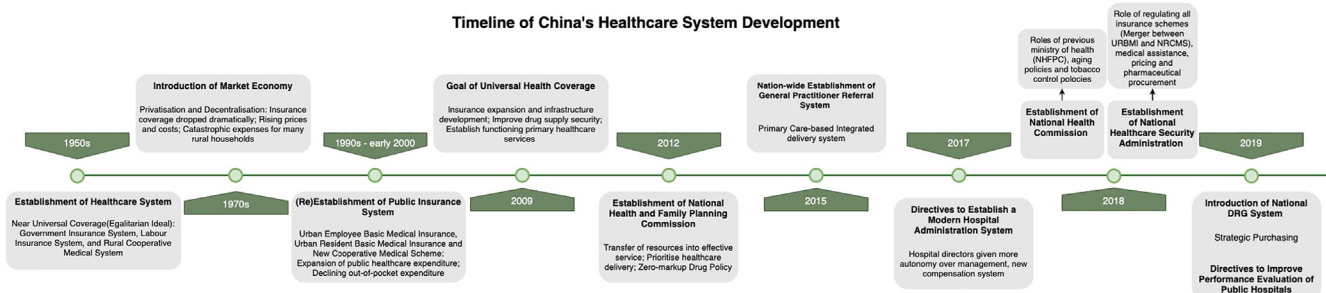 Timeline of China's Healthcare System Development
1950s
Establishment of Healthcare System
Near Universal Coverage(Egalitarian Ideal):
Government Insurance System, Labour
Insurance System, and Rural Cooperative
Medical System
Introduction of Market Economy
Privatisation and Decentralisation: Insurance
coverage dropped dramatically; Rising prices
and costs; Catastrophic expenses for many
rural households
1970s
1990s - early 2000
(Re)Establishment of Public Insurance
System
Urban Employee Basic Medical Insurance,
Urban Resident Basic Medical Insurance and
New Cooperative Medical Scheme:
Expansion of public healthcare expenditure;
Declining out-of-pocket expenditure
Goal of Universal Health Coverage
Insurance expansion and infrastructure
development; Improve drug supply security;
Establish functioning primary healthcare
services
2009
2012
Establishment of National
Health and Family Planning
Commission
Transfer of resources into effective
service; Prioritise healthcare
delivery; Zero-markup Drug Policy
Nation-wide Establishment of
General Practitioner Referral
System
Primary Care-based Integrated
delivery system
2015
2017
Directives to Establish a
Modern Hospital
Administration System
Hospital directors given more
autonomy over management, new
compensation system
Roles of previous
ministry of health
(NHFPC), aging
policies and tobacco
control polocies
Establishment of
National Health
Commission
Role of regulating all
insurance schemes
(Merger between
URBMI and NRCMS),
medical assistance,
pricing and
pharmaceutical
procurement
Establishment
of National
Healthcare Security
Administration
2018
2019
Introduction of National
DRG System
Strategic Purchasing
Directives to Improve
Performance Evaluation of
Public Hospitals